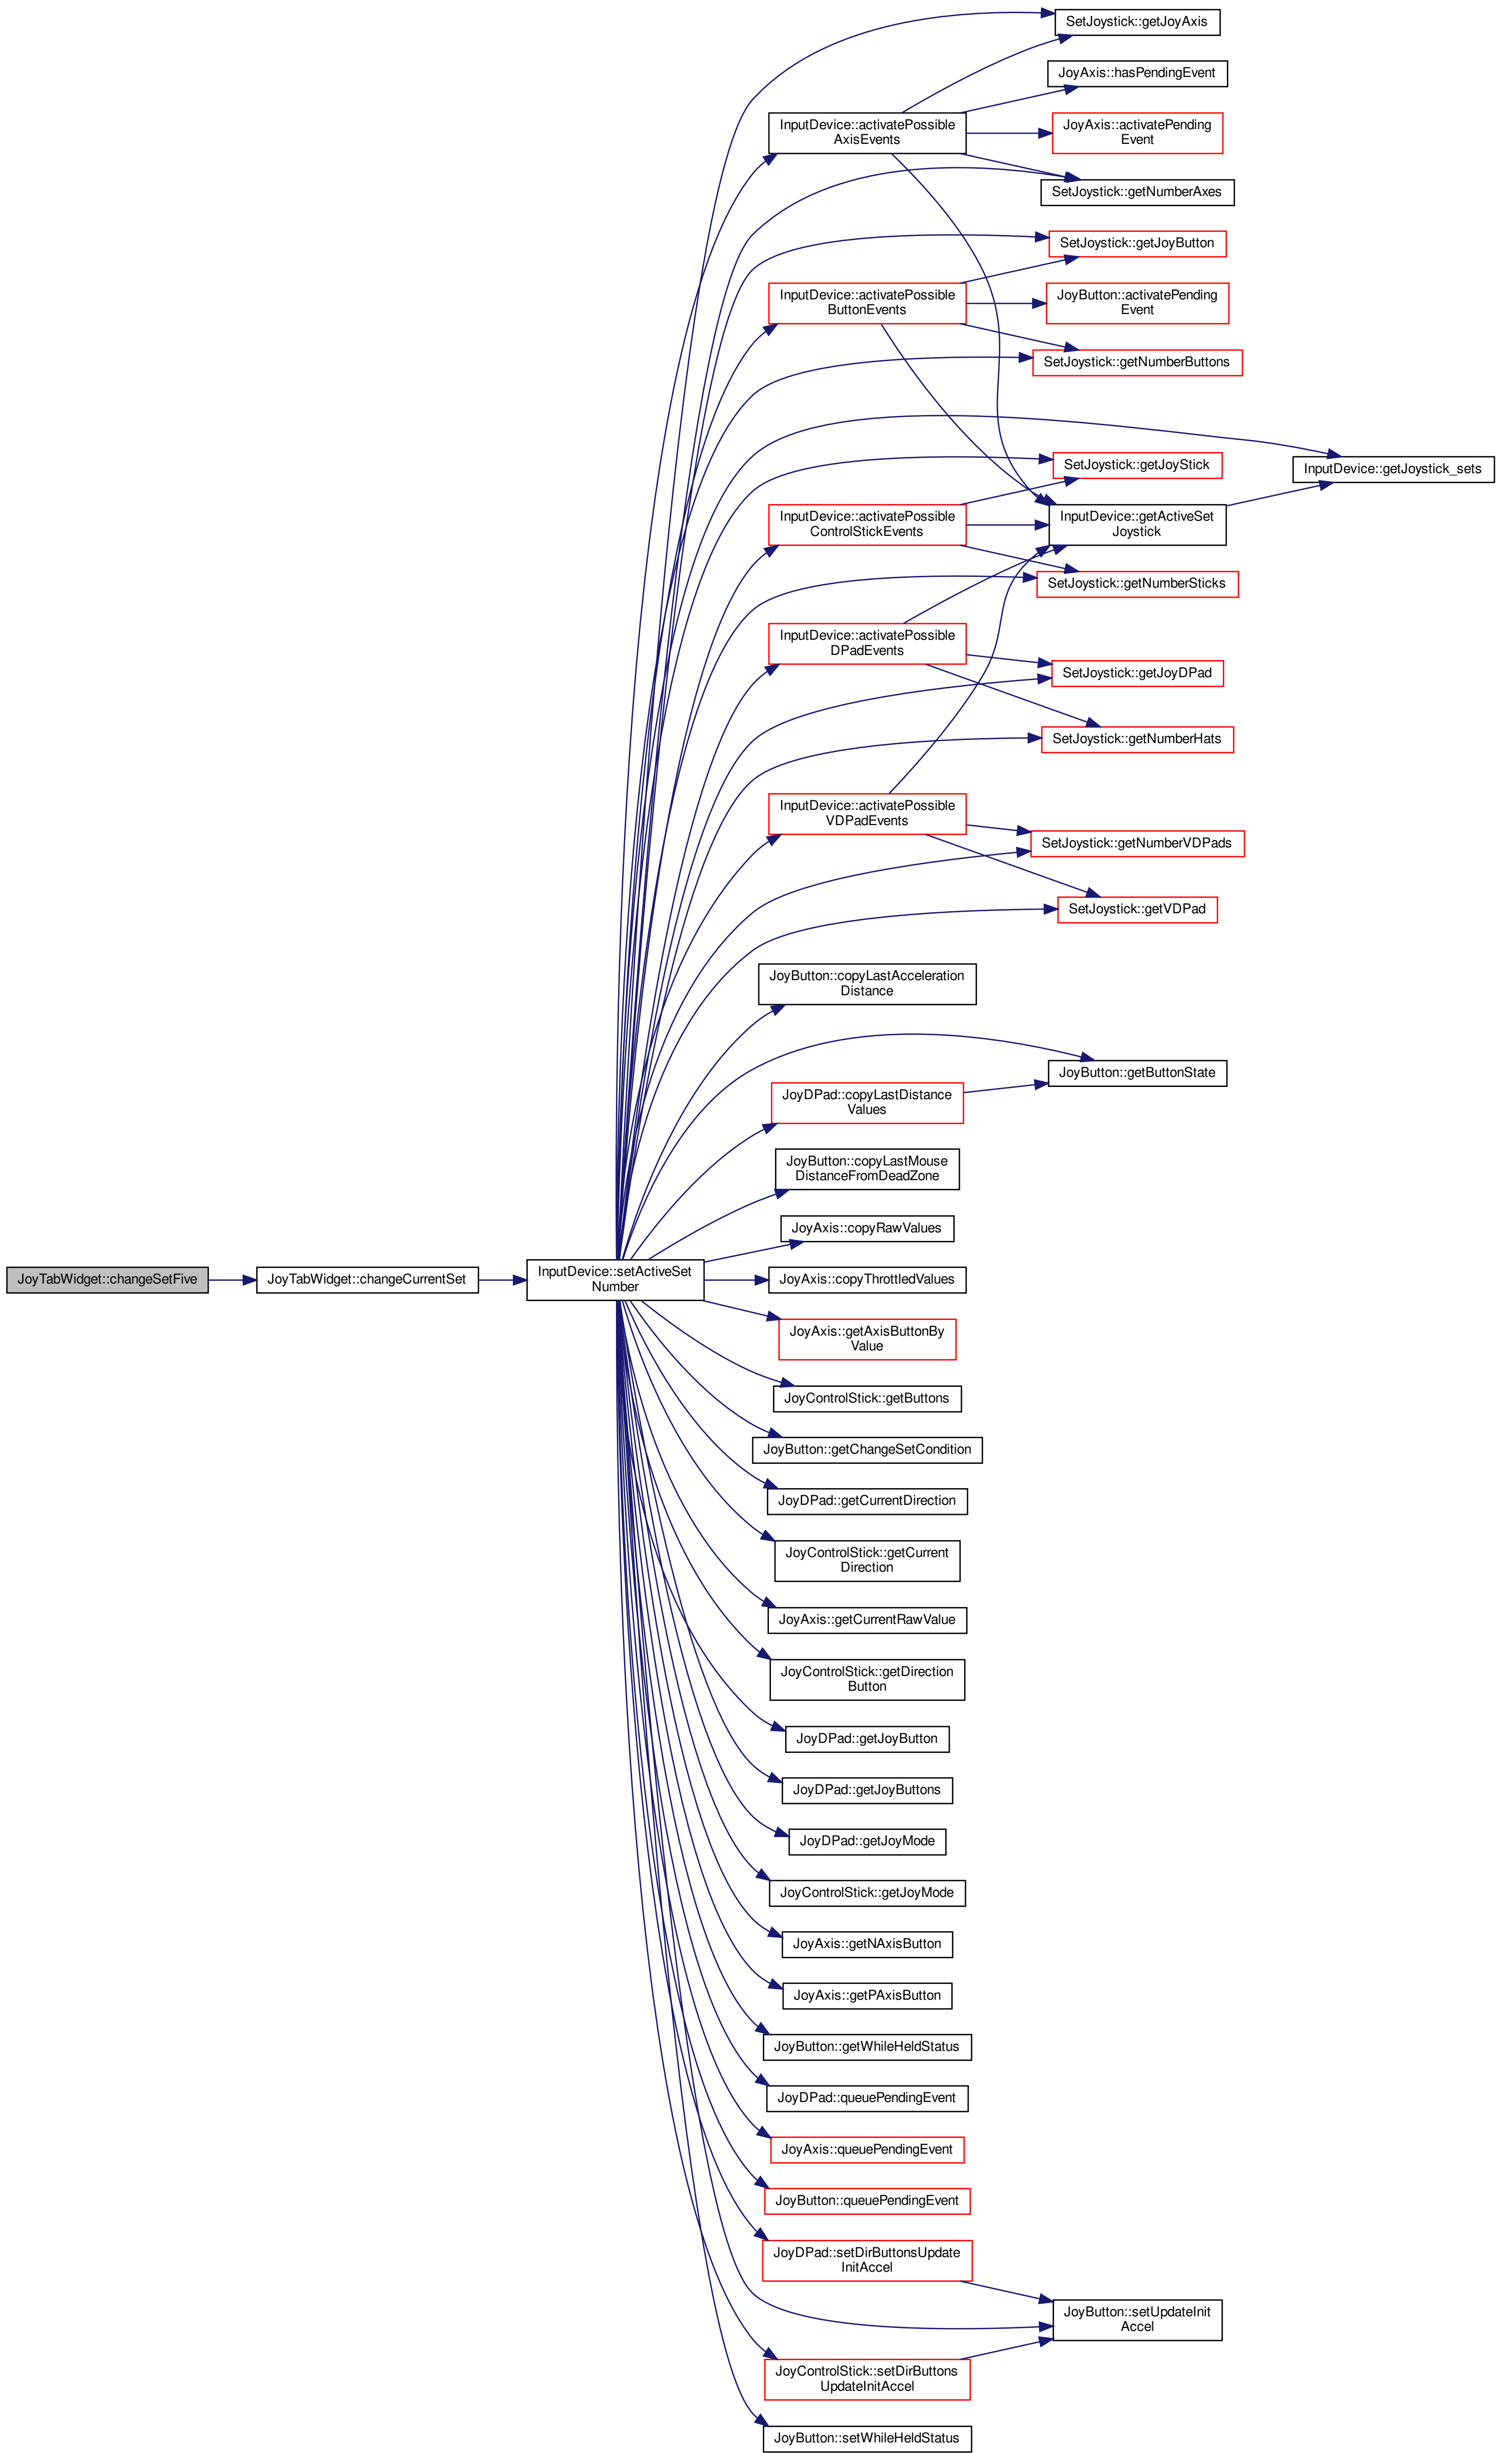 SetJoystick::getJoyAxis
JoyAxis::hasPendingEvent
InputDevice::activatePossible
AxisEvents
JoyAxis::activatePending
Event
SetJoystick::getNumberAxes
SetJoystick::getJoyButton
InputDevice::activatePossible
ButtonEvents
JoyButton::activatePending
Event
SetJoystick::getNumberButtons
SetJoystick::getJoyStick
InputDevice::getJoystick_sets
InputDevice::activatePossible
ControlStickEvents
InputDevice::getActiveSet
Joystick
SetJoystick::getNumberSticks
InputDevice::activatePossible
DPadEvents
SetJoystick::getJoyDPad
SetJoystick::getNumberHats
InputDevice::activatePossible
VDPadEvents
SetJoystick::getNumberVDPads
SetJoystick::getVDPad
JoyButton::copyLastAcceleration
Distance
JoyButton::getButtonState
JoyDPad::copyLastDistance
Values
JoyButton::copyLastMouse
DistanceFromDeadZone
JoyAxis::copyRawValues
JoyTabWidget::changeSetFive
JoyTabWidget::changeCurrentSet
InputDevice::setActiveSet
Number
JoyAxis::copyThrottledValues
JoyAxis::getAxisButtonBy
Value
JoyControlStick::getButtons
JoyButton::getChangeSetCondition
JoyDPad::getCurrentDirection
JoyControlStick::getCurrent
Direction
JoyAxis::getCurrentRawValue
JoyControlStick::getDirection
Button
JoyDPad::getJoyButton
JoyDPad::getJoyButtons
JoyDPad::getJoyMode
JoyControlStick::getJoyMode
JoyAxis::getNAxisButton
JoyAxis::getPAxisButton
JoyButton::getWhileHeldStatus
JoyDPad::queuePendingEvent
JoyAxis::queuePendingEvent
JoyButton::queuePendingEvent
JoyDPad::setDirButtonsUpdate
InitAccel
JoyButton::setUpdateInit
Accel
JoyControlStick::setDirButtons
UpdateInitAccel
JoyButton::setWhileHeldStatus